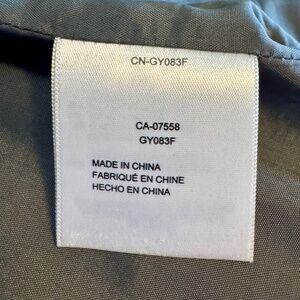 CN-GY083F
CA-07558
GY083F
MADE IN CHINA
FABRIQUÉ EN CHINE
HECHO EN CHINA